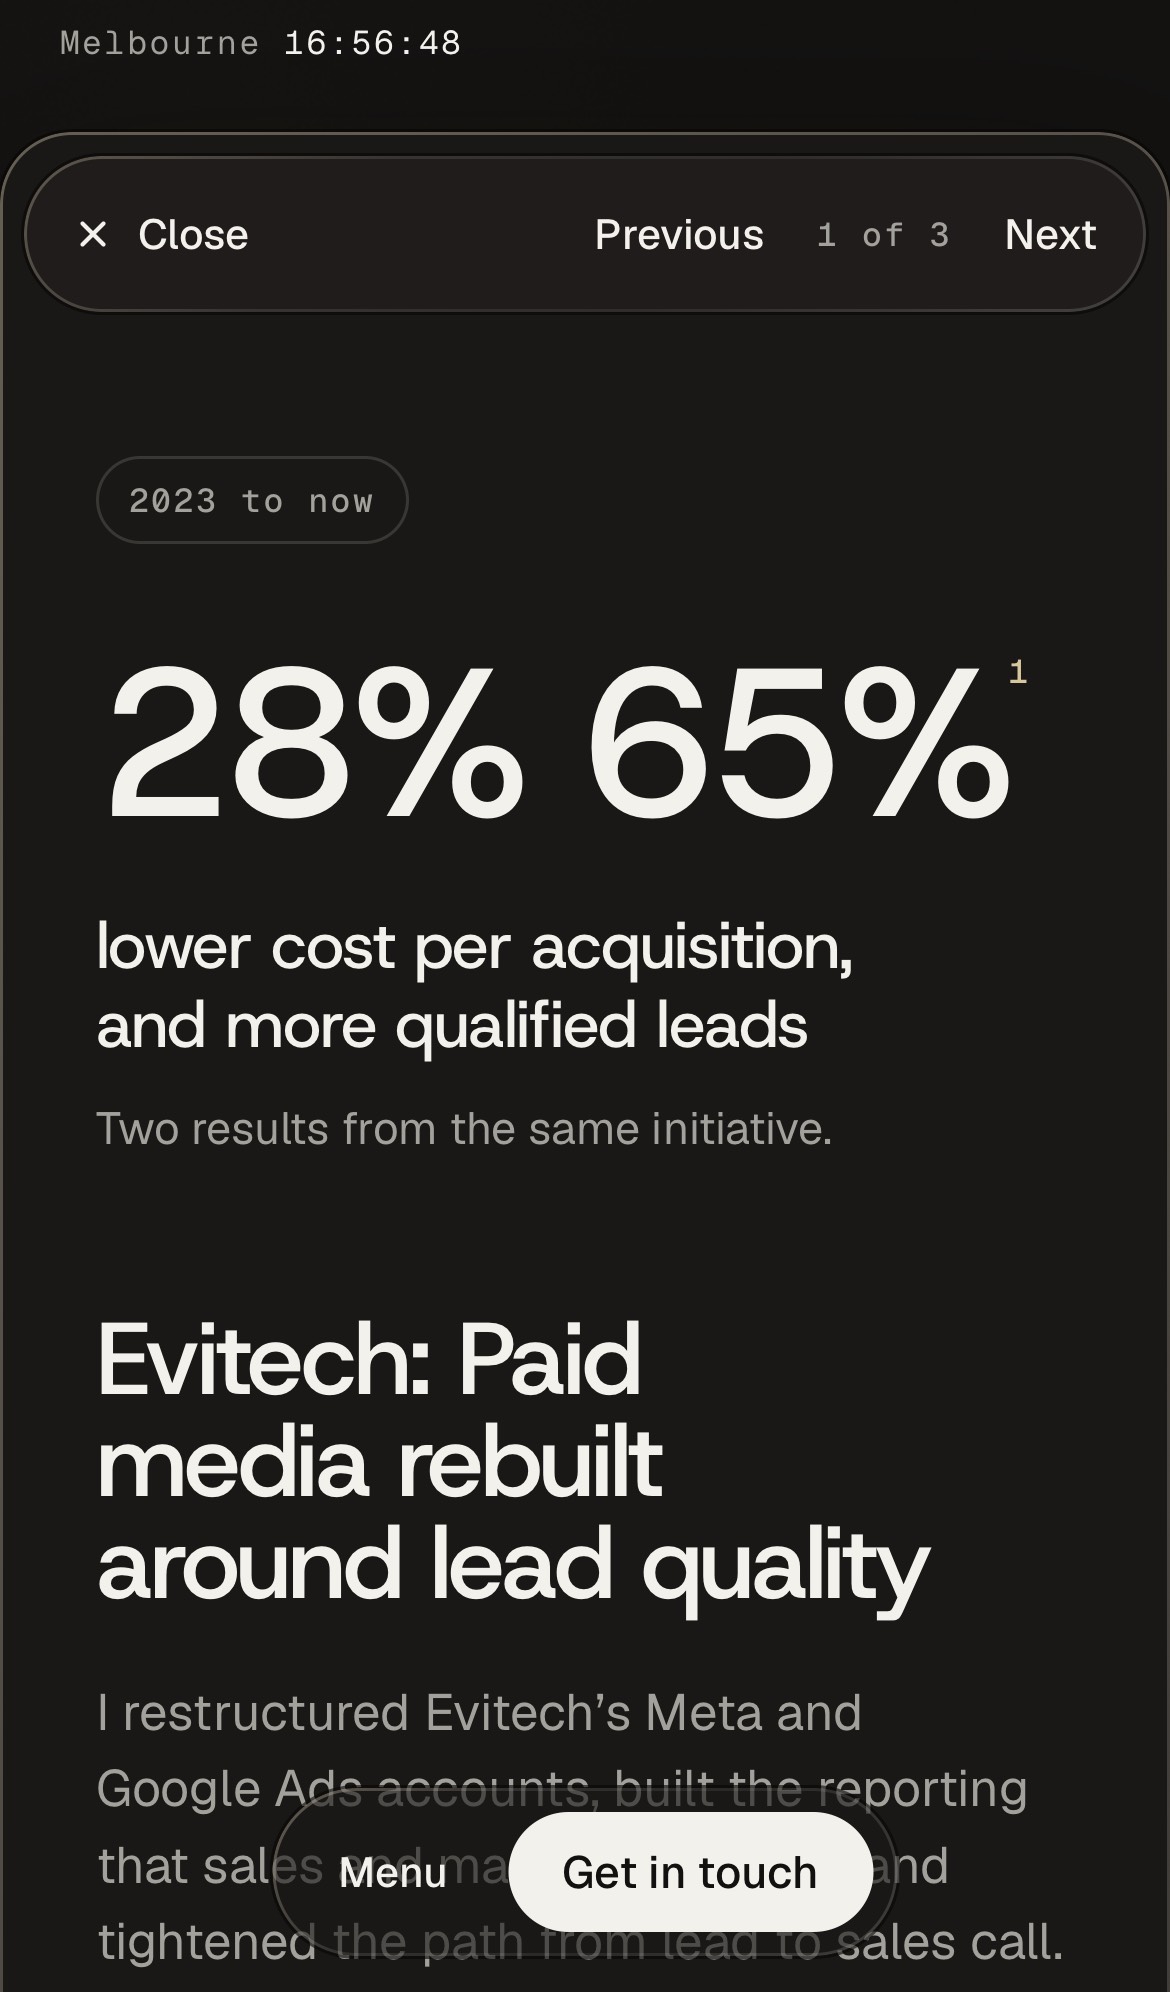 Melbourne 16:56:48
× Close Previous 1 of 3 Next
2023 to now
28% 65% 1
lower cost per acquisition,
and more qualified leads
Two results from the same initiative.
Evitech: Paid
media rebuilt
around lead quality
I restructured Evitech’s Meta and
Google Ads accounts, built the reporting
that sales and and
tightened the path from lead to sales call.
Menu Get in touch